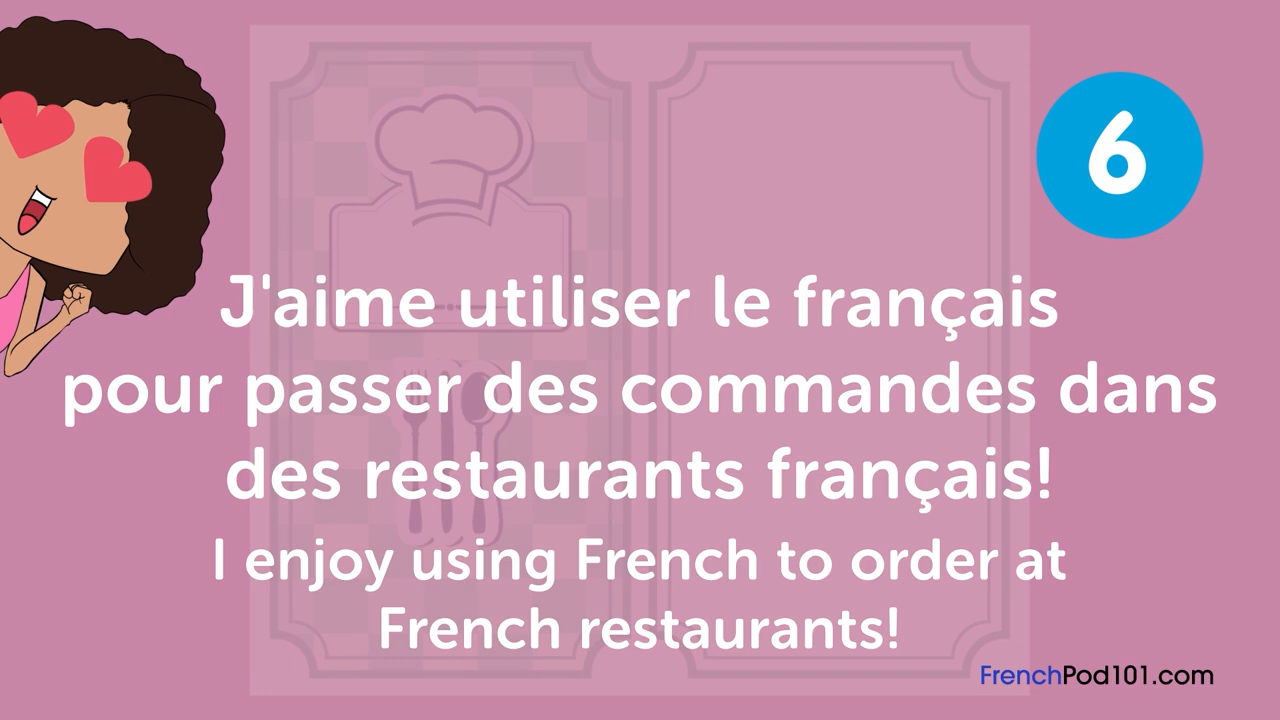 6
J'aime utiliser le français
pour passer des commandes dans
des restaurants français!
I enjoy using French to order at
French restaurants!
FrenchPod101.com